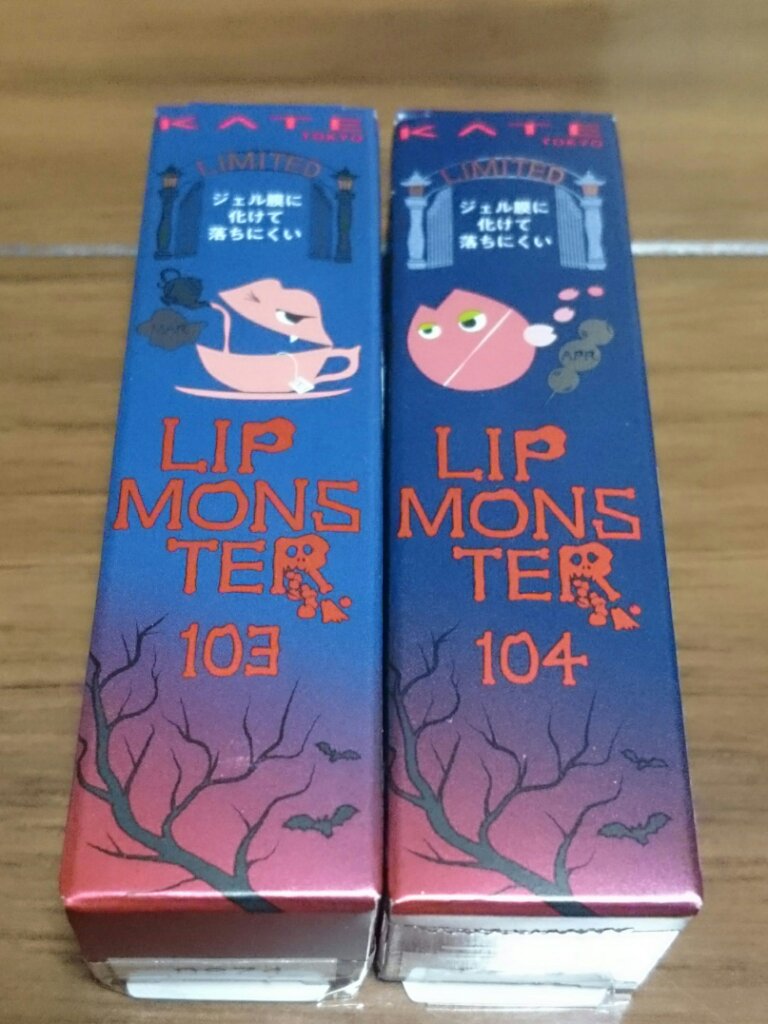 KATE
TOKYO
LIMITED
ジェル膜に
化けて
落ちにくい
MAR
LIP
MONS
TER
103
KATE
TOKYO
LIMITED
ジェル膜に
化けて
落ちにくい
APR
LIP
MONS
TER
104